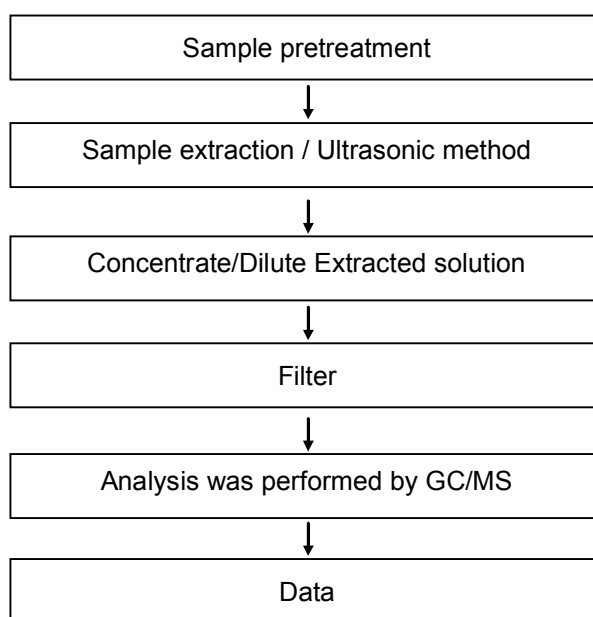 Sample pretreatment
Sample extraction / Ultrasonic method
Concentrate/Dilute Extracted solution
Filter
Analysis was performed by GC/MS
Data